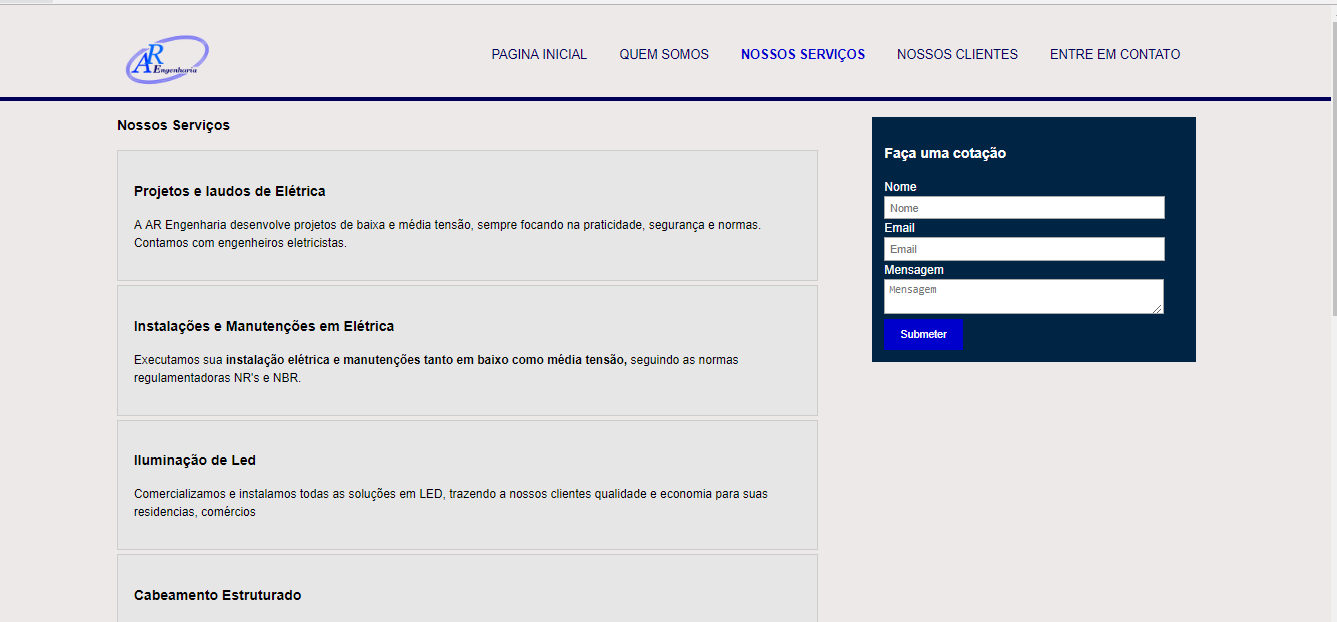 AR Engenharia
PAGINA INICIAL
QUEM SOMOS
NOSSOS SERVIÇOS
NOSSOS CLIENTES
ENTRE EM CONTATO
Nossos Serviços
Projetos e laudos de Elétrica
A AR Engenharia desenvolve projetos de baixa e média tensão, sempre focando na praticidade, segurança e normas.
Contamos com engenheiros eletricistas.
Instalações e Manutenções em Elétrica
Executamos sua instalação elétrica e manutenções tanto em baixo como média tensão, seguindo as normas
regulamentadoras NR's e NBR.
Iluminação de Led
Comercializamos e instalamos todas as soluções em LED, trazendo a nossos clientes qualidade e economia para suas
residencias, comércios
Cabeamento Estruturado
Faça uma cotação
Nome
Nome
Email
Email
Mensagem
Mensagem
Submeter